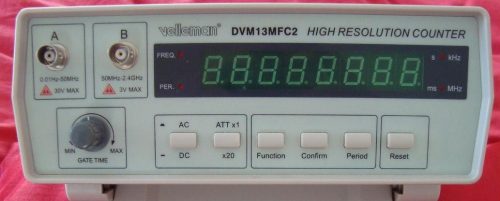 velleman® DVM13MFC2 HIGH RESOLUTION COUNTER
A B
FREQ. s kHz
8.8.8.8.8.8.8.8
0.01Hz-50MHz 50MHz-2.4GHz
30V MAX 3V MAX
PER. ms MHz
MIN MAX
GATE TIME
AC ATT x1
DC x20
Function Confirm Period Reset